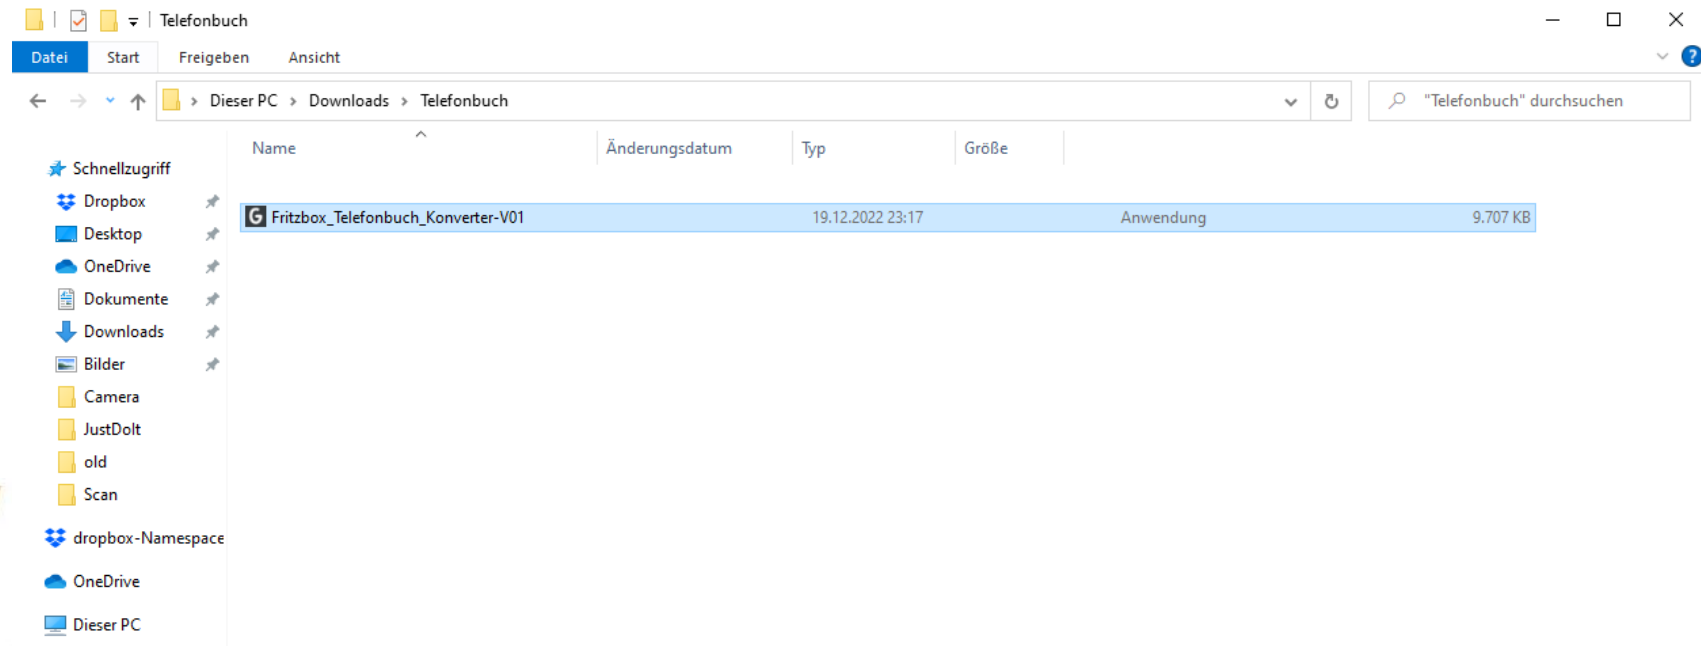 Telefonbuch
Datei Start Freigeben Ansicht
Dieser PC Downloads Telefonbuch "Telefonbuch" durchsuchen
Name Änderungsdatum Typ Größe
Schnellzugriff
Dropbox
Fritzbox_Telefonbuch_Konverter-V01 19.12.2022 23:17 Anwendung 9.707 KB
Desktop
OneDrive
Dokumente
Downloads
Bilder
Camera
JustDoIt
old
Scan
dropbox-Namespace
OneDrive
Dieser PC